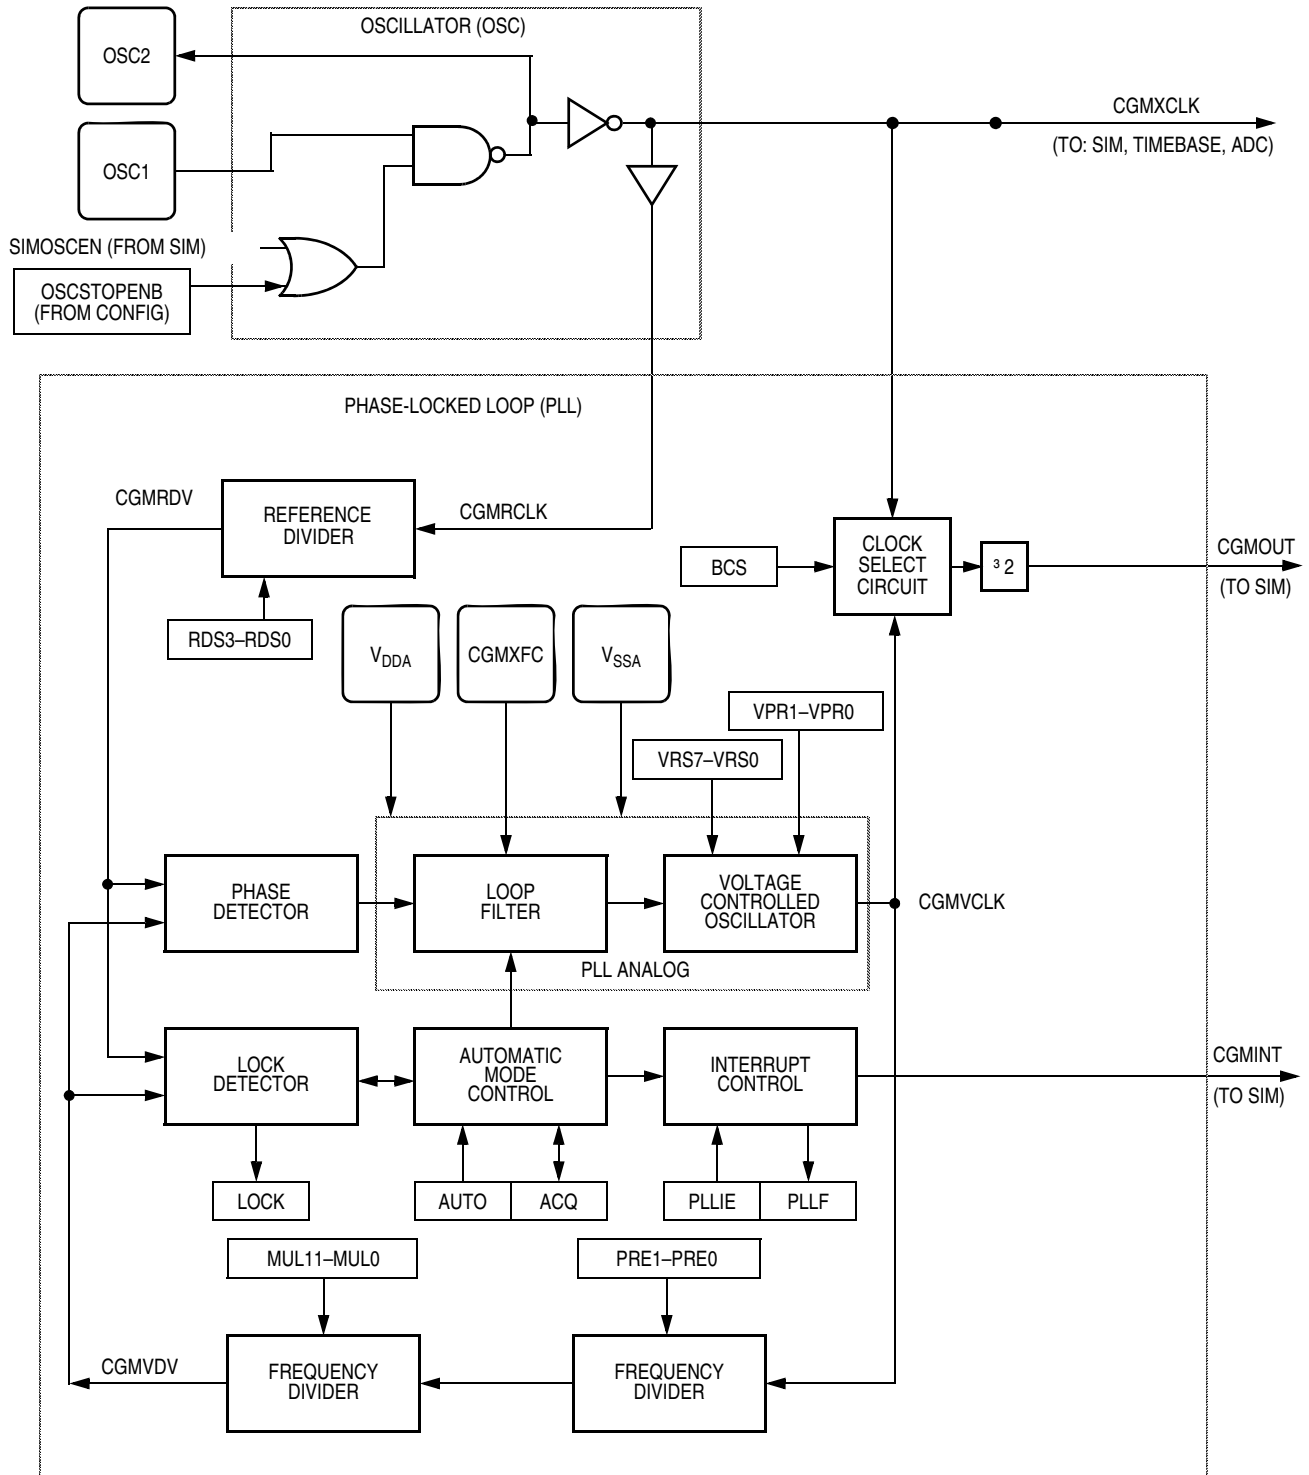 OSCILLATOR (OSC)
OSC2
CGMXCLK
(TO: SIM, TIMEBASE, ADC)
OSC1
SIMOSCEN (FROM SIM)
OSCSTOPENB
(FROM CONFIG)
PHASE-LOCKED LOOP (PLL)
CGMRDV
REFERENCE
DIVIDER
CGMRCLK
CLOCK
SELECT
CIRCUIT
BCS
³ 2
CGMOUT
(TO SIM)
RDS3–RDS0
VDDA
CGMXFC
VSSA
VPR1–VPR0
VRS7–VRS0
PHASE
DETECTOR
LOOP
FILTER
VOLTAGE
CONTROLLED
OSCILLATOR
CGMVCLK
PLL ANALOG
LOCK
DETECTOR
AUTOMATIC
MODE
CONTROL
INTERRUPT
CONTROL
CGMINT
(TO SIM)
LOCK
AUTO
ACQ
PLLIE
PLLF
MUL11–MUL0
PRE1–PRE0
CGMVDV
FREQUENCY
DIVIDER
FREQUENCY
DIVIDER